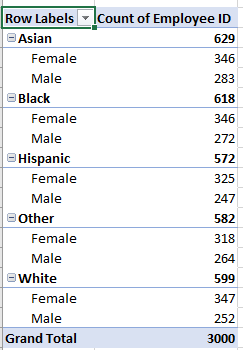 Row Labels Count of Employee ID
Asian 629
Female 346
Male 283
Black 618
Female 346
Male 272
Hispanic 572
Female 325
Male 247
Other 582
Female 318
Male 264
White 599
Female 347
Male 252
Grand Total 3000